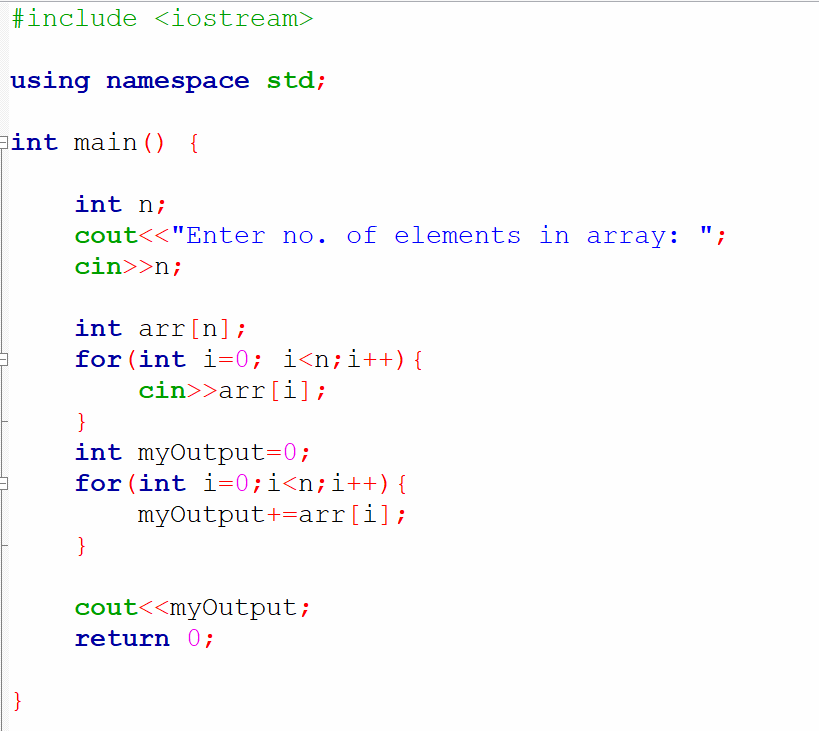 #include <iostream>
using namespace std;
int main() {
int n;
cout<<"Enter no. of elements in array: ";
cin>>n;
int arr[n];
for(int i=0; i<n;i++){
cin>>arr[i];
}
int myOutput=0;
for(int i=0;i<n;i++){
myOutput+=arr[i];
}
cout<<myOutput;
return 0;
}